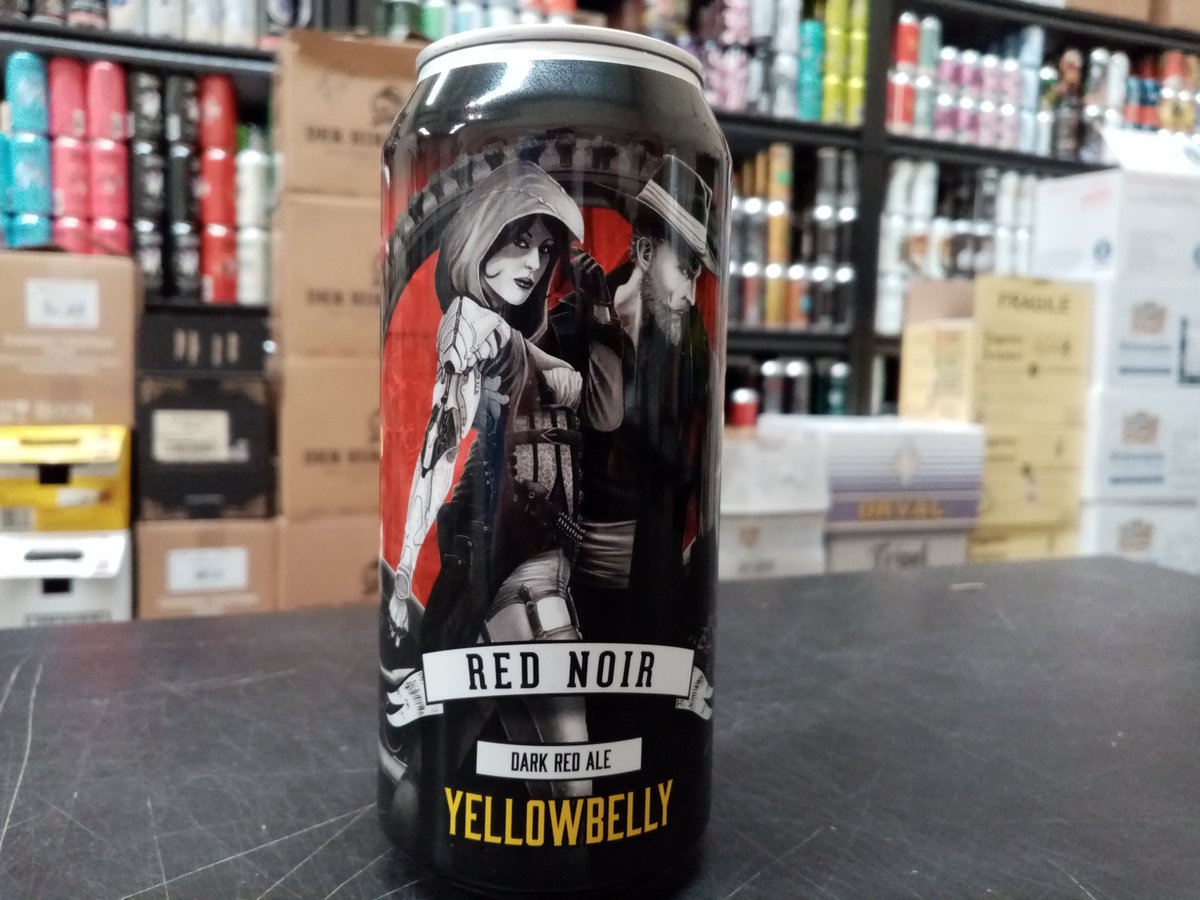 FRAGILE
ORVAL
RED NOIR
DARK RED ALE
YELLOWBELLY